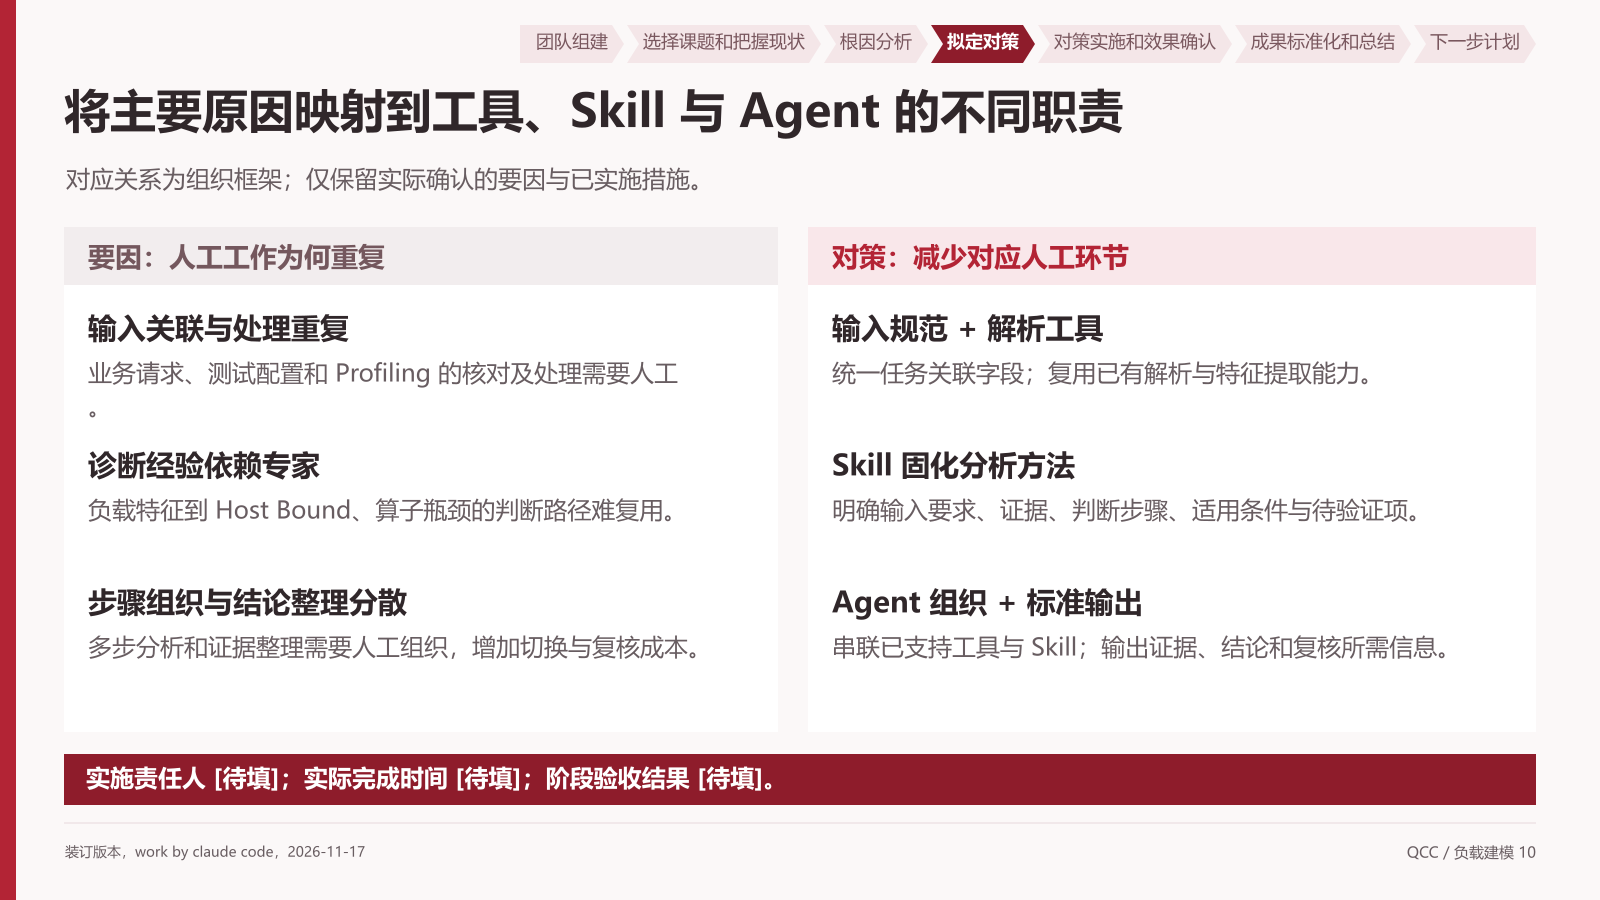 团队组建
选择课题和把握现状
根因分析
拟定对策
对策实施和效果确认
成果标准化和总结
下一步计划
将主要原因映射到工具、Skill 与 Agent 的不同职责
对应关系为组织框架；仅保留实际确认的要因与已实施措施。
要因：人工工作为何重复
输入关联与处理重复
业务请求、测试配置和 Profiling 的核对及处理需要人工
。
诊断经验依赖专家
负载特征到 Host Bound、算子瓶颈的判断路径难复用。
步骤组织与结论整理分散
多步分析和证据整理需要人工组织，增加切换与复核成本。
对策：减少对应人工环节
输入规范 + 解析工具
统一任务关联字段；复用已有解析与特征提取能力。
Skill 固化分析方法
明确输入要求、证据、判断步骤、适用条件与待验证项。
Agent 组织 + 标准输出
串联已支持工具与 Skill；输出证据、结论和复核所需信息。
实施责任人 [待填]；实际完成时间 [待填]；阶段验收结果 [待填]。
装订版本，work by claude code，2026-11-17
QCC / 负载建模 10